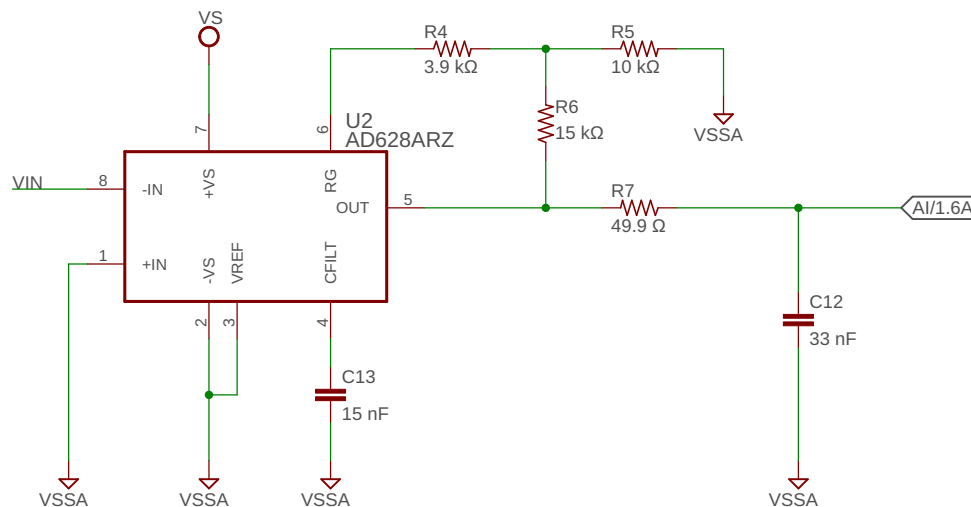 VS
R4
3.9 kΩ
R5
10 kΩ
VSSA
R6
15 kΩ
U2
AD628ARZ
7
6
VIN
8
-IN
+VS
RG
OUT
5
R7
49.9 Ω
AI/1.6A
1
+IN
-VS
VREF
CFILT
2
3
4
C12
33 nF
C13
15 nF
VSSA
VSSA
VSSA
VSSA